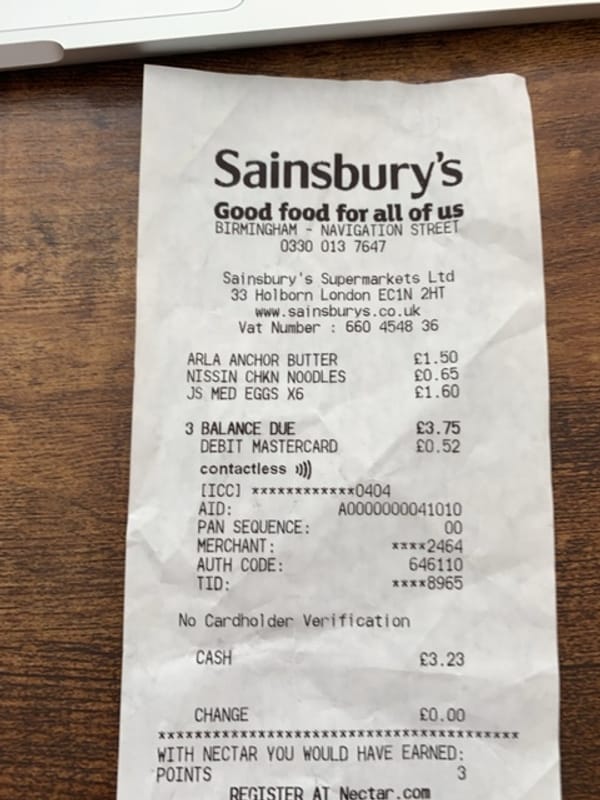 Sainsbury's
Good food for all of us
BIRMINGHAM - NAVIGATION STREET
0330 013 7647
Sainsbury's Supermarkets Ltd
33 Holborn London EC1N 2HT
www.sainsburys.co.uk
Vat Number : 660 4548 36
ARLA ANCHOR BUTTER £1.50
NISSIN CHKN NOODLES £0.65
JS MED EGGS X6 £1.60
3 BALANCE DUE £3.75
DEBIT MASTERCARD £0.52
contactless
[ICC] ************0404
AID: A0000000041010
PAN SEQUENCE: 00
MERCHANT: ****2464
AUTH CODE: 646110
TID: ****8965
No Cardholder Verification
CASH £3.23
CHANGE £0.00
****************************************
WITH NECTAR YOU WOULD HAVE EARNED:
POINTS 3
REGISTER AT Nectar.com